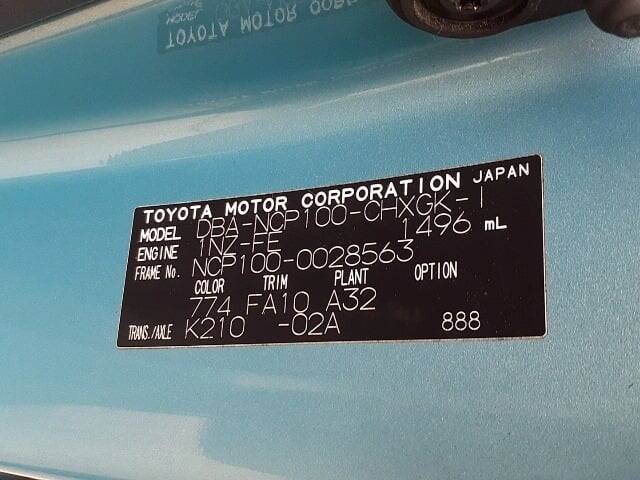 TOYOTA MOTOR CORPORATION JAPAN
MODEL DBA-NCP100-CHXGK-I
ENGINE 1NZ-FE 1496 mL
FRAME No. NCP100-0028563
COLOR TRIM PLANT OPTION
774 FA10 A32
TRANS./AXLE K210 -02A 888